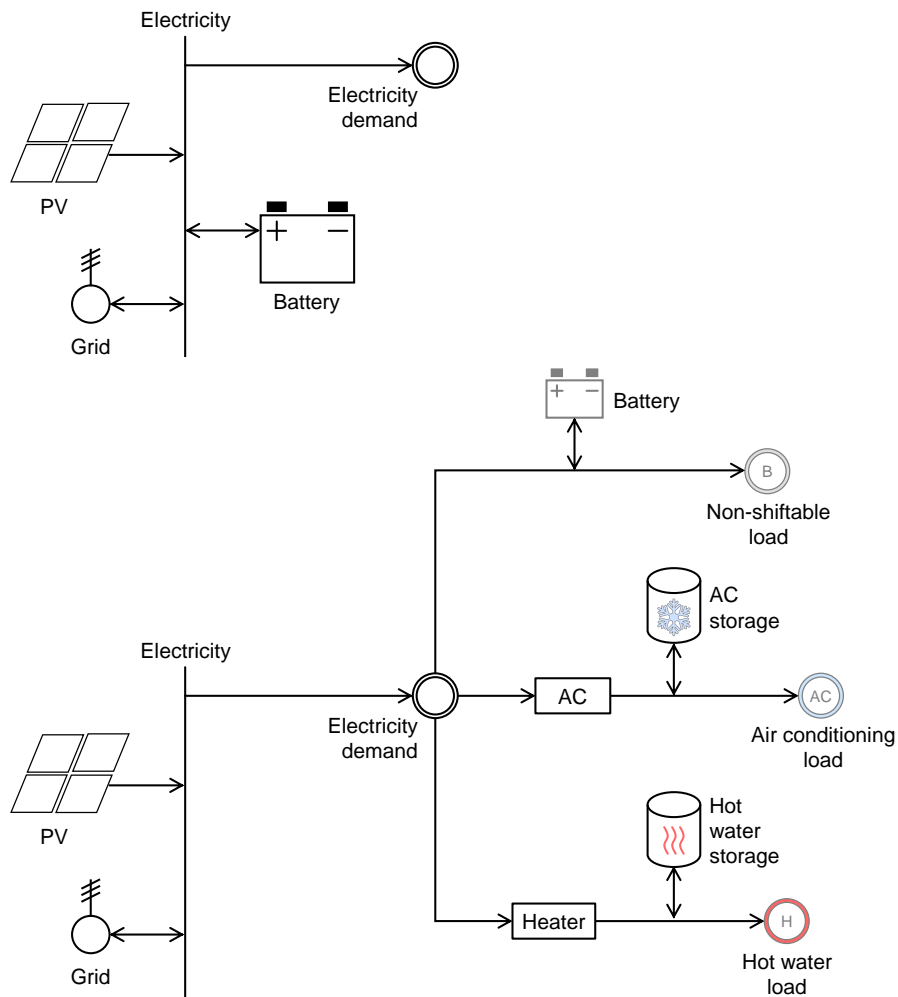 Electricity
Electricity
demand
PV
+ −
Battery
Grid
+ −
Battery
B
Non-shiftable
load
AC
storage
Electricity
Electricity
demand
AC
AC
Air conditioning
load
PV
Hot
water
storage
Grid
Heater
H
Hot water
load